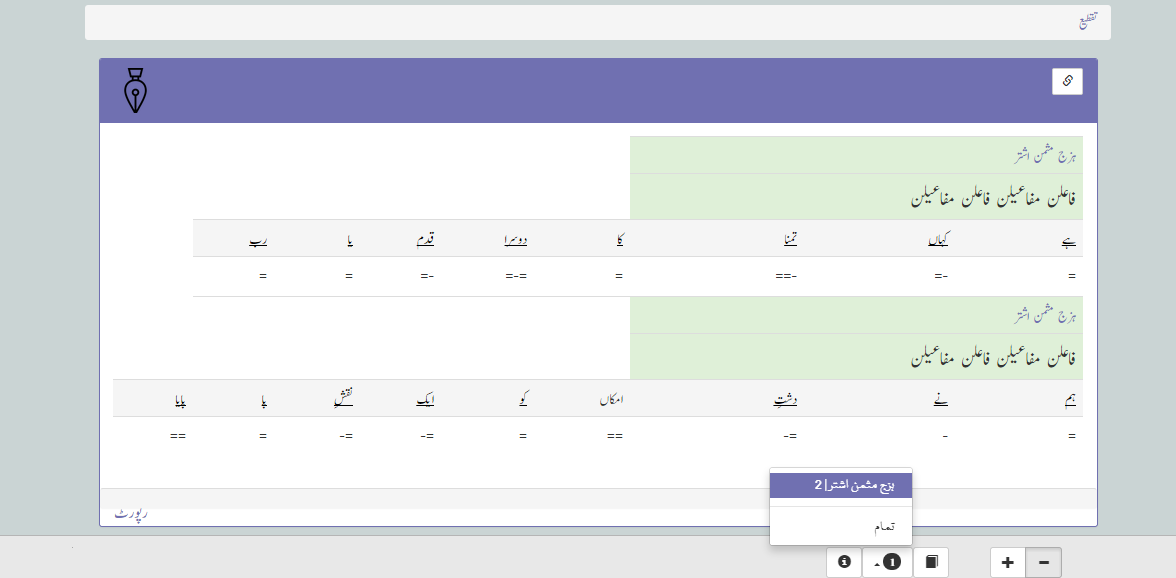 تقطیع
ہزج مثمن اشتر
فاعلن مفاعیلن فاعلن مفاعیلن
ہے کہاں تمنا کا دوسرا قدم یا رب
= -= -== = =-= -= = =
ہزج مثمن اشتر
فاعلن مفاعیلن فاعلن مفاعیلن
ہم نے دشتِ امکاں کو ایک نقشِ پا پایا
= - =- == = =- =- = ==
ہزج مثمن اشتر| 2
تمام
رپورٹ
1